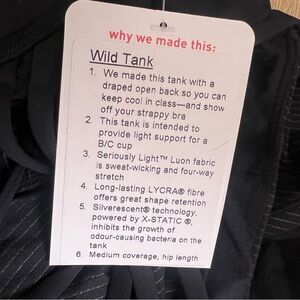 why we made this:
Wild Tank
1. We made this tank with a
draped open back so you can
keep cool in class—and show
off your strappy bra
2. This tank is intended to
provide light support for a
B/C cup
3. Seriously Light™ Luon fabric
is sweat-wicking and four-way
stretch
4. Long-lasting LYCRA® fibre
offers great shape retention
5. Silverescent® technology,
powered by X-STATIC ®,
inhibits the growth of
odour-causing bacteria on the
tank
6. Medium coverage, hip length